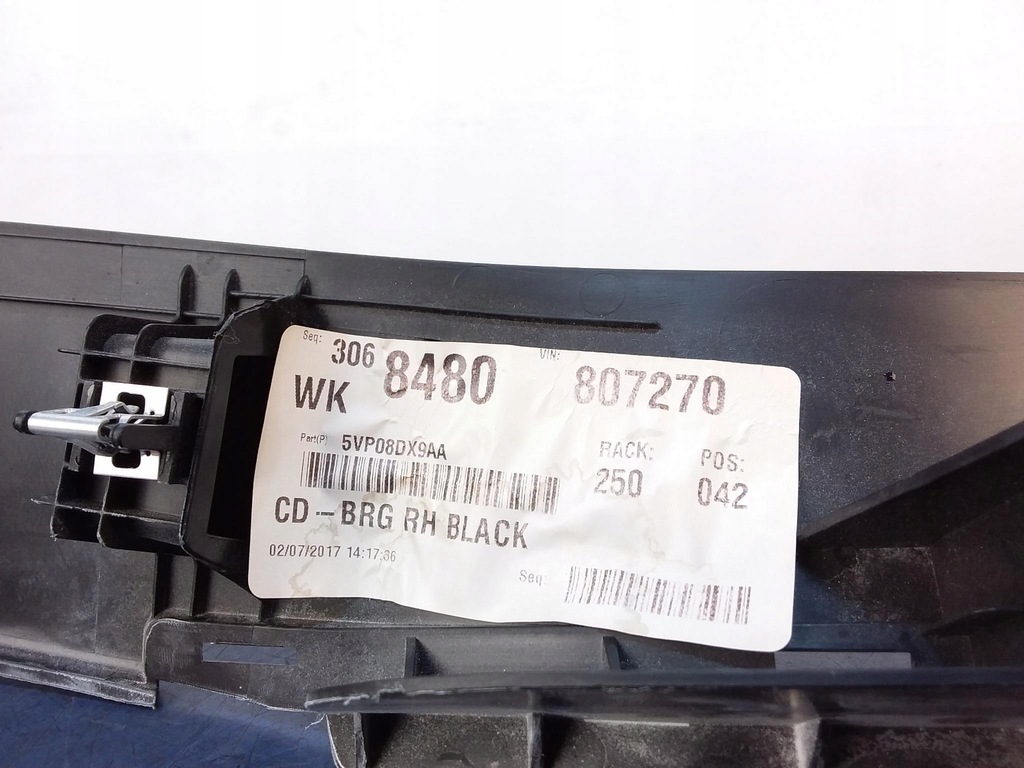 Seq: 306 8480 VIN: 807270
WK
Part(P) 5VP08DX9AA RACK: POS:
250 042
CD - BRG RH BLACK
02/07/2017 14:17:36
Seq: